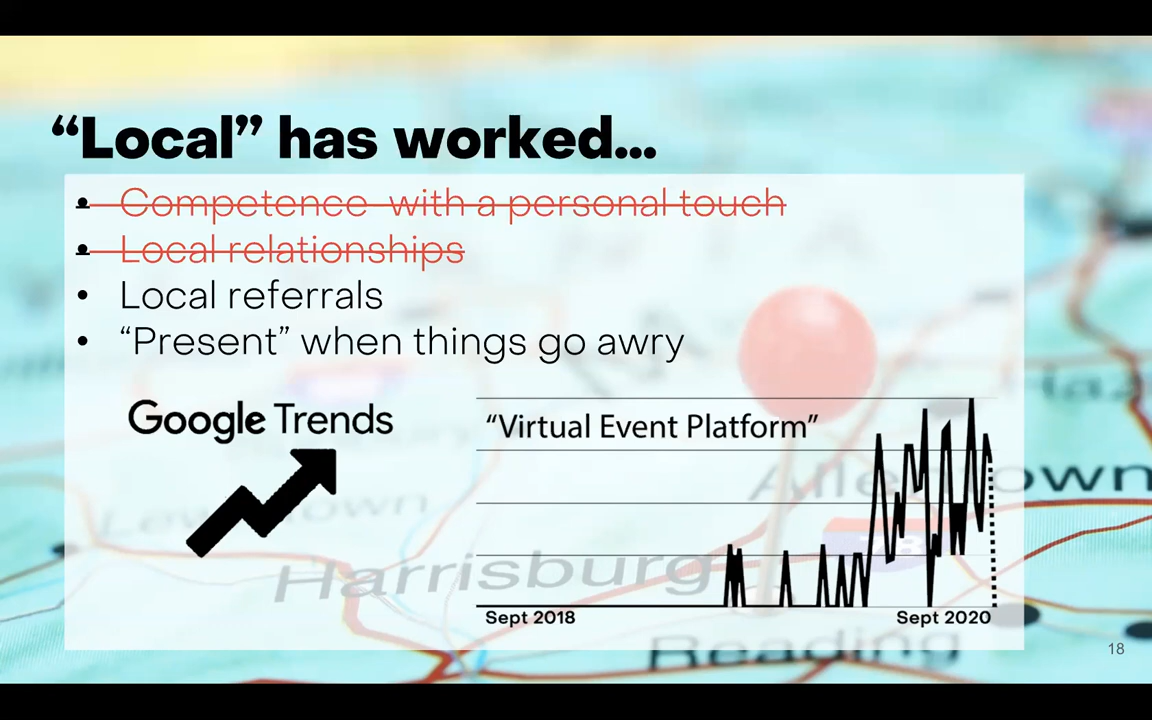 “Local” has worked...
• Competence with a personal touch
• Local relationships
• Local referrals
• “Present” when things go awry
Google Trends
“Virtual Event Platform”
Sept 2018
Sept 2020
Harrisburg
Reading
18